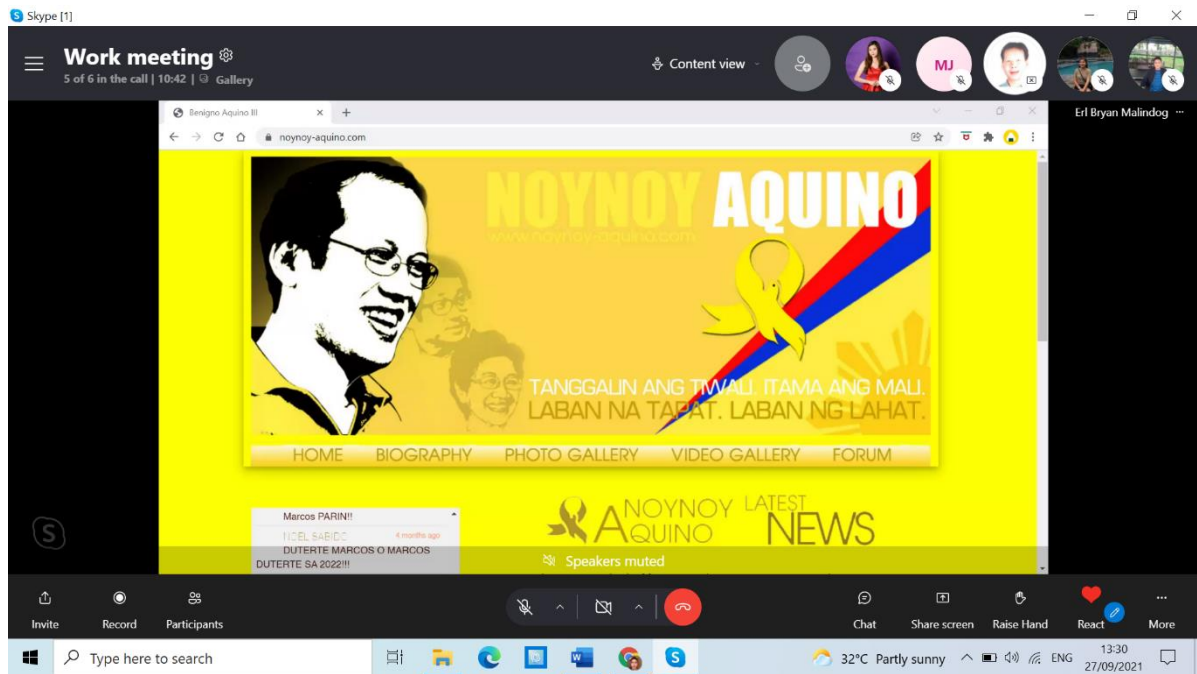 Skype [1]
Work meeting
5 of 6 in the call | 10:42 | Gallery
Content view
MJ
Erl Bryan Malindog
Benigno Aquino III
noynoy-aquino.com
NOYNOY AQUINO
www.noynoy-aquino.com
TANGGALIN ANG TIWALI. ITAMA ANG MALI.
LABAN NA TAPAT. LABAN NG LAHAT.
HOME BIOGRAPHY PHOTO GALLERY VIDEO GALLERY FORUM
Marcos PARIN!!
NOEL SABIDO 4 months ago
DUTERTE MARCOS O MARCOS
DUTERTE SA 2022!!!
NOYNOY
AQUINO
LATEST
NEWS
Speakers muted
Invite Record Participants Chat Share screen Raise Hand React More
Type here to search
32°C Partly sunny ENG 13:30
27/09/2021